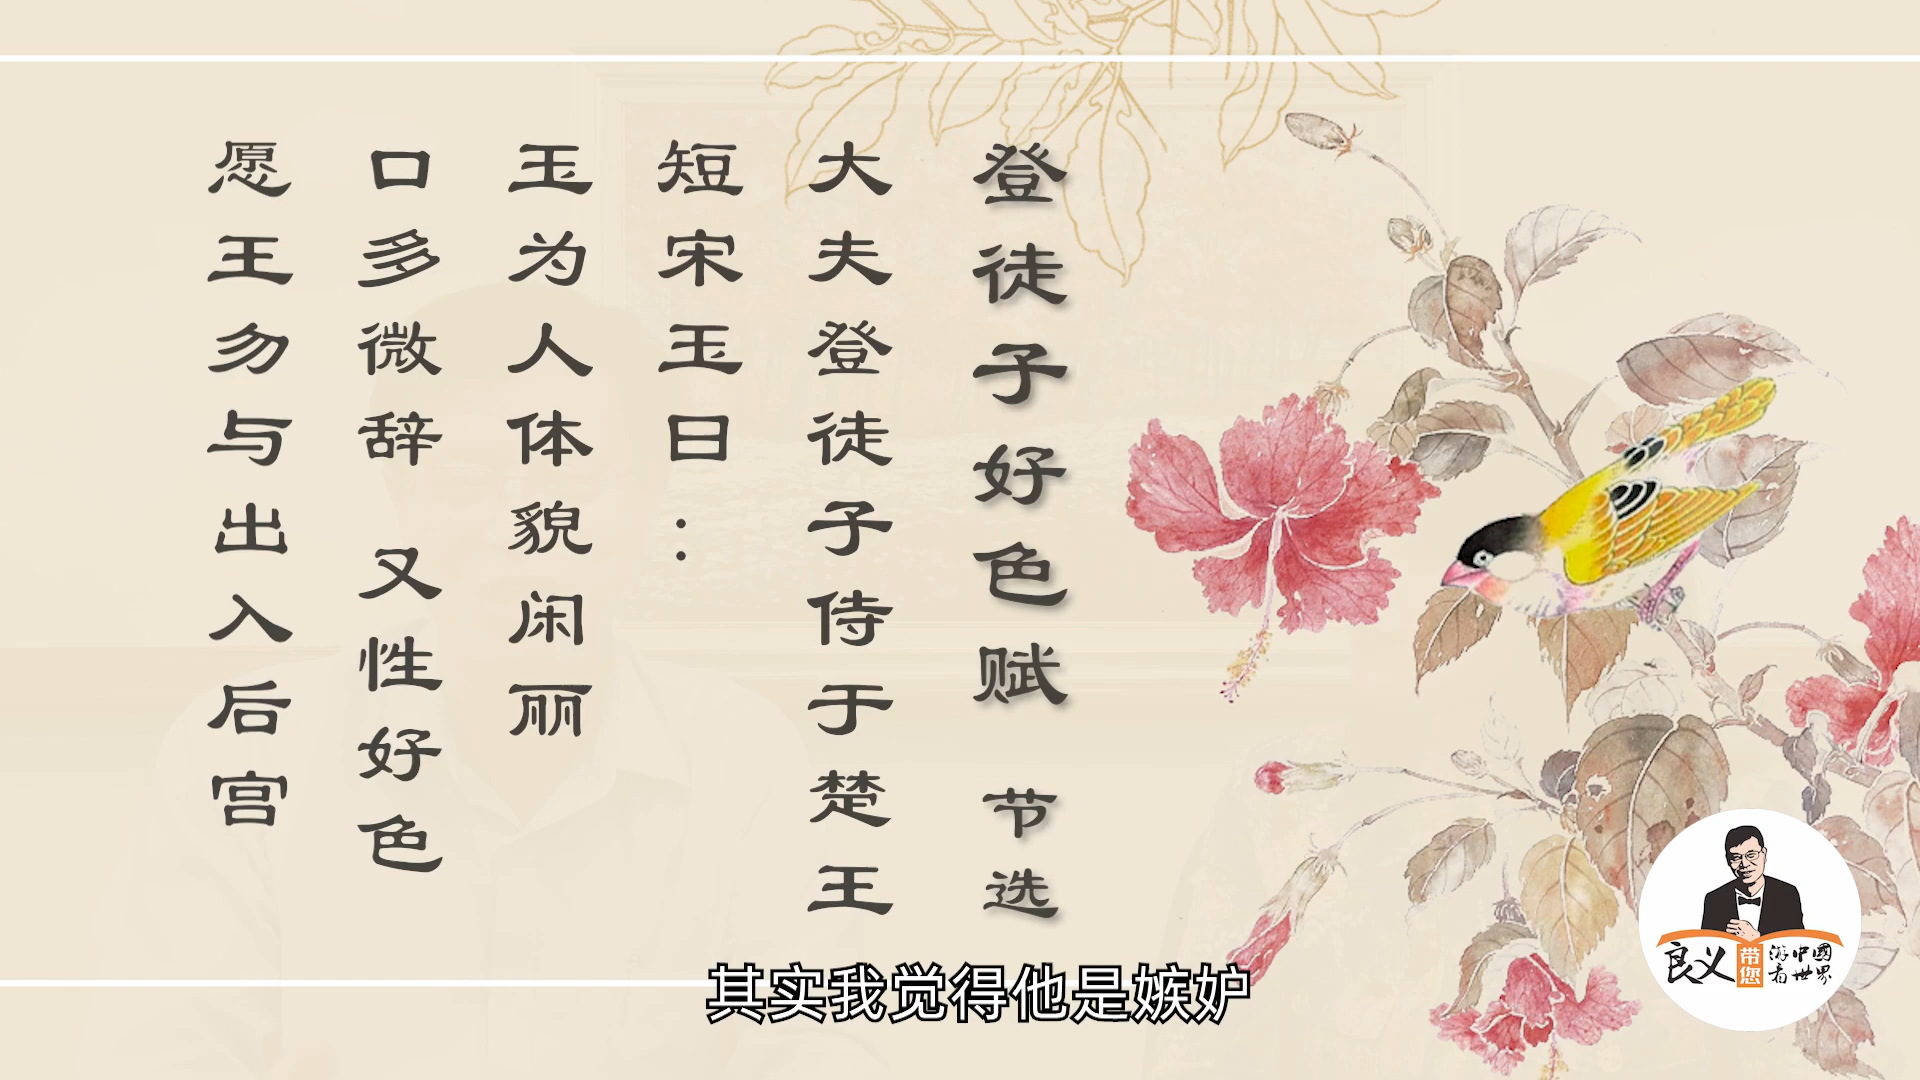 登徒子好色赋 节选
大夫登徒子侍于楚王
短宋玉曰：
玉为人体貌闲丽
口多微辞 又性好色
愿王勿与出入后宫
其实我觉得他是嫉妒
良义
带您
游中國
看世界